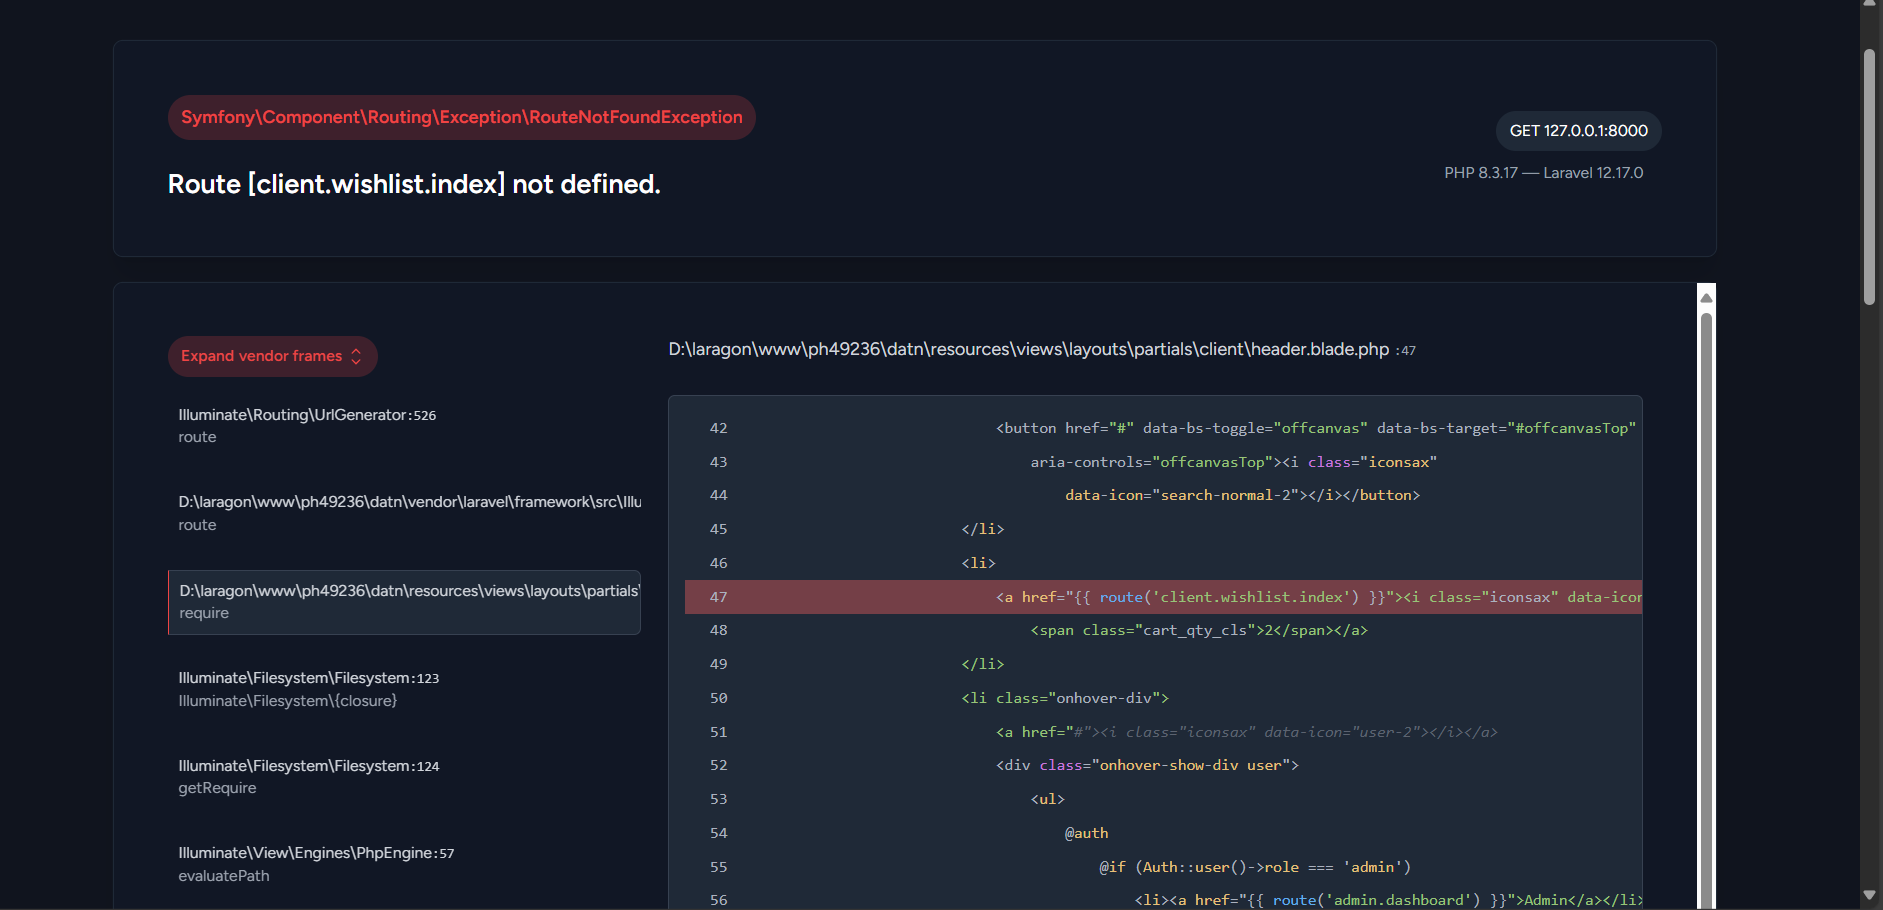 Symfony\Component\Routing\Exception\RouteNotFoundException
GET 127.0.0.1:8000
Route [client.wishlist.index] not defined.
PHP 8.3.17 — Laravel 12.17.0
Expand vendor frames
Illuminate\Routing\UrlGenerator:526
route
D:\laragon\www\ph49236\datn\vendor\laravel\framework\src\Illu
route
D:\laragon\www\ph49236\datn\resources\views\layouts\partials\
require
Illuminate\Filesystem\Filesystem:123
Illuminate\Filesystem\{closure}
Illuminate\Filesystem\Filesystem:124
getRequire
Illuminate\View\Engines\PhpEngine:57
evaluatePath
D:\laragon\www\ph49236\datn\resources\views\layouts\partials\client\header.blade.php :47
42 <button href="#" data-bs-toggle="offcanvas" data-bs-target="#offcanvasTop"
43 aria-controls="offcanvasTop"><i class="iconsax"
44 data-icon="search-normal-2"></i></button>
45 </li>
46 <li>
47 <a href="{{ route('client.wishlist.index') }}"><i class="iconsax" data-icon
48 <span class="cart_qty_cls">2</span></a>
49 </li>
50 <li class="onhover-div">
51 <a href="#"><i class="iconsax" data-icon="user-2"></i></a>
52 <div class="onhover-show-div user">
53 <ul>
54 @auth
55 @if (Auth::user()->role === 'admin')
56 <li><a href="{{ route('admin.dashboard') }}">Admin</a></li>